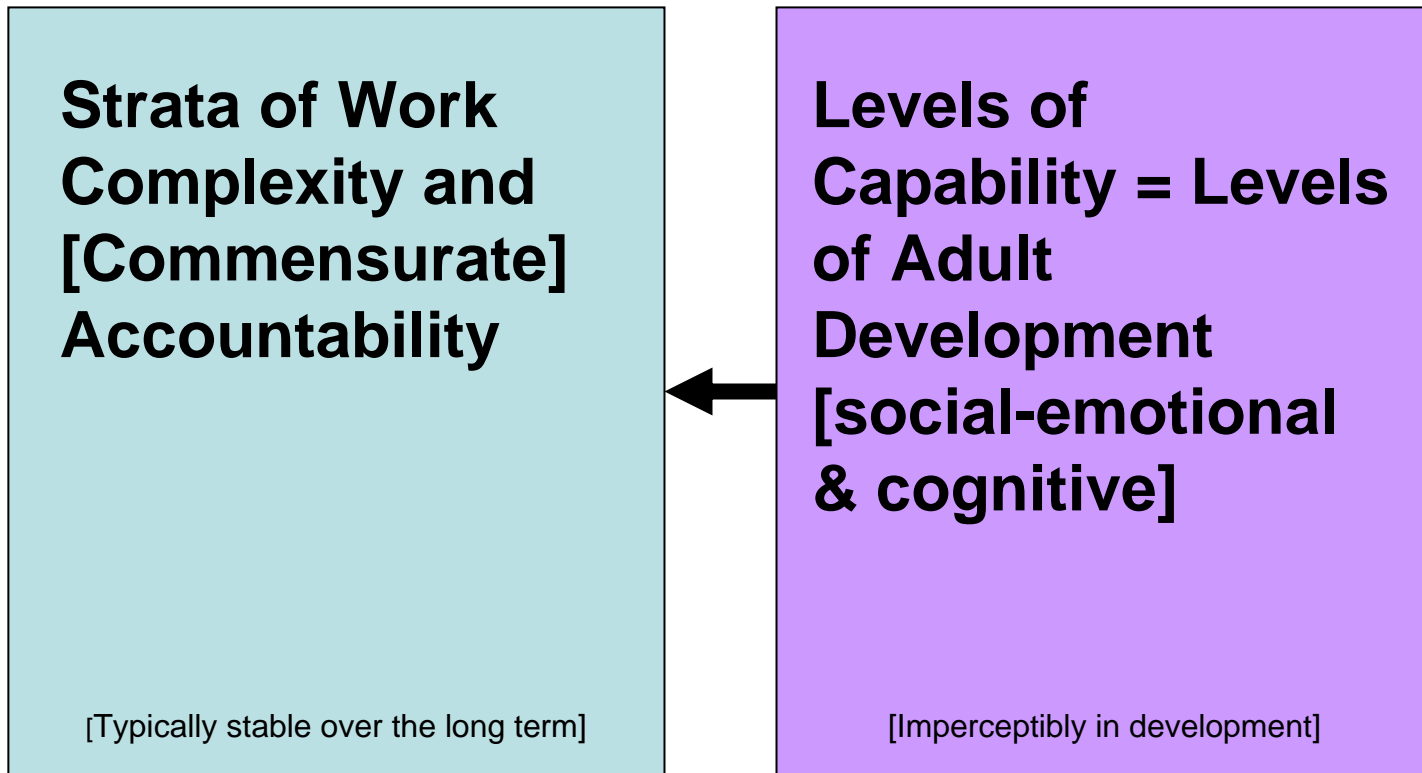 Strata of Work
Complexity and
[Commensurate]
Accountability
[Typically stable over the long term]
Levels of
Capability = Levels
of Adult
Development
[social-emotional
& cognitive]
[Imperceptibly in development]